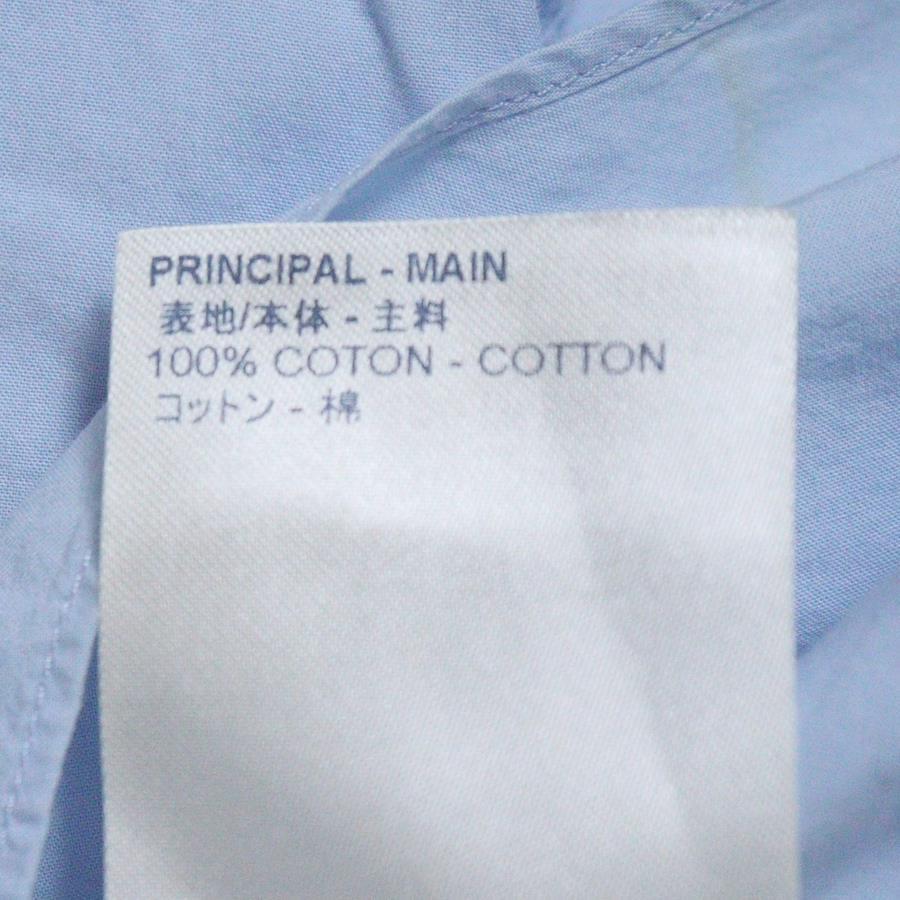 PRINCIPAL - MAIN
表地/本体 - 主料
100% COTON - COTTON
コットン - 棉